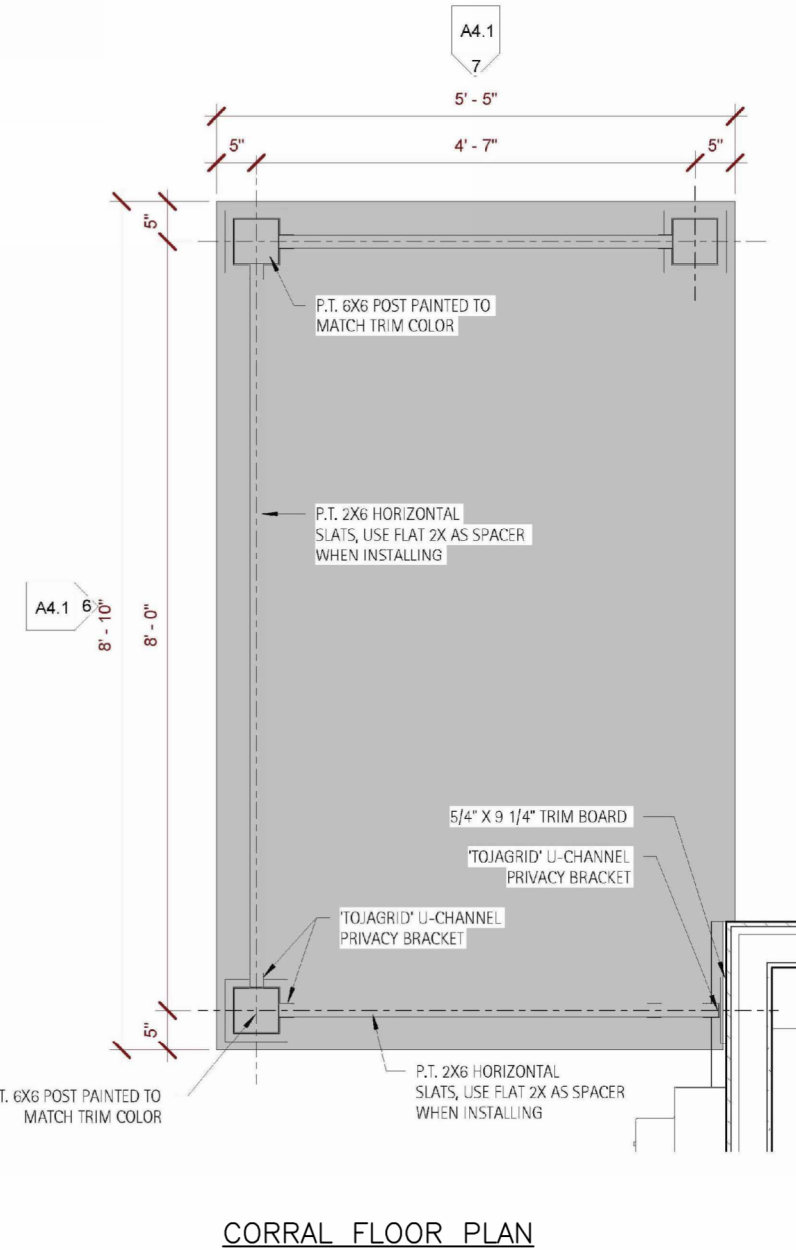 A4.1
7
5' - 5"
5"
4' - 7"
5"
5"
P.T. 6X6 POST PAINTED TO
MATCH TRIM COLOR
P.T. 2X6 HORIZONTAL
SLATS, USE FLAT 2X AS SPACER
WHEN INSTALLING
A4.1 6
8' - 10"
8' - 0"
5/4" X 9 1/4" TRIM BOARD
'TOJAGRID' U-CHANNEL
PRIVACY BRACKET
'TOJAGRID' U-CHANNEL
PRIVACY BRACKET
5"
P.T. 2X6 HORIZONTAL
SLATS, USE FLAT 2X AS SPACER
WHEN INSTALLING
T. 6X6 POST PAINTED TO
MATCH TRIM COLOR
CORRAL FLOOR PLAN